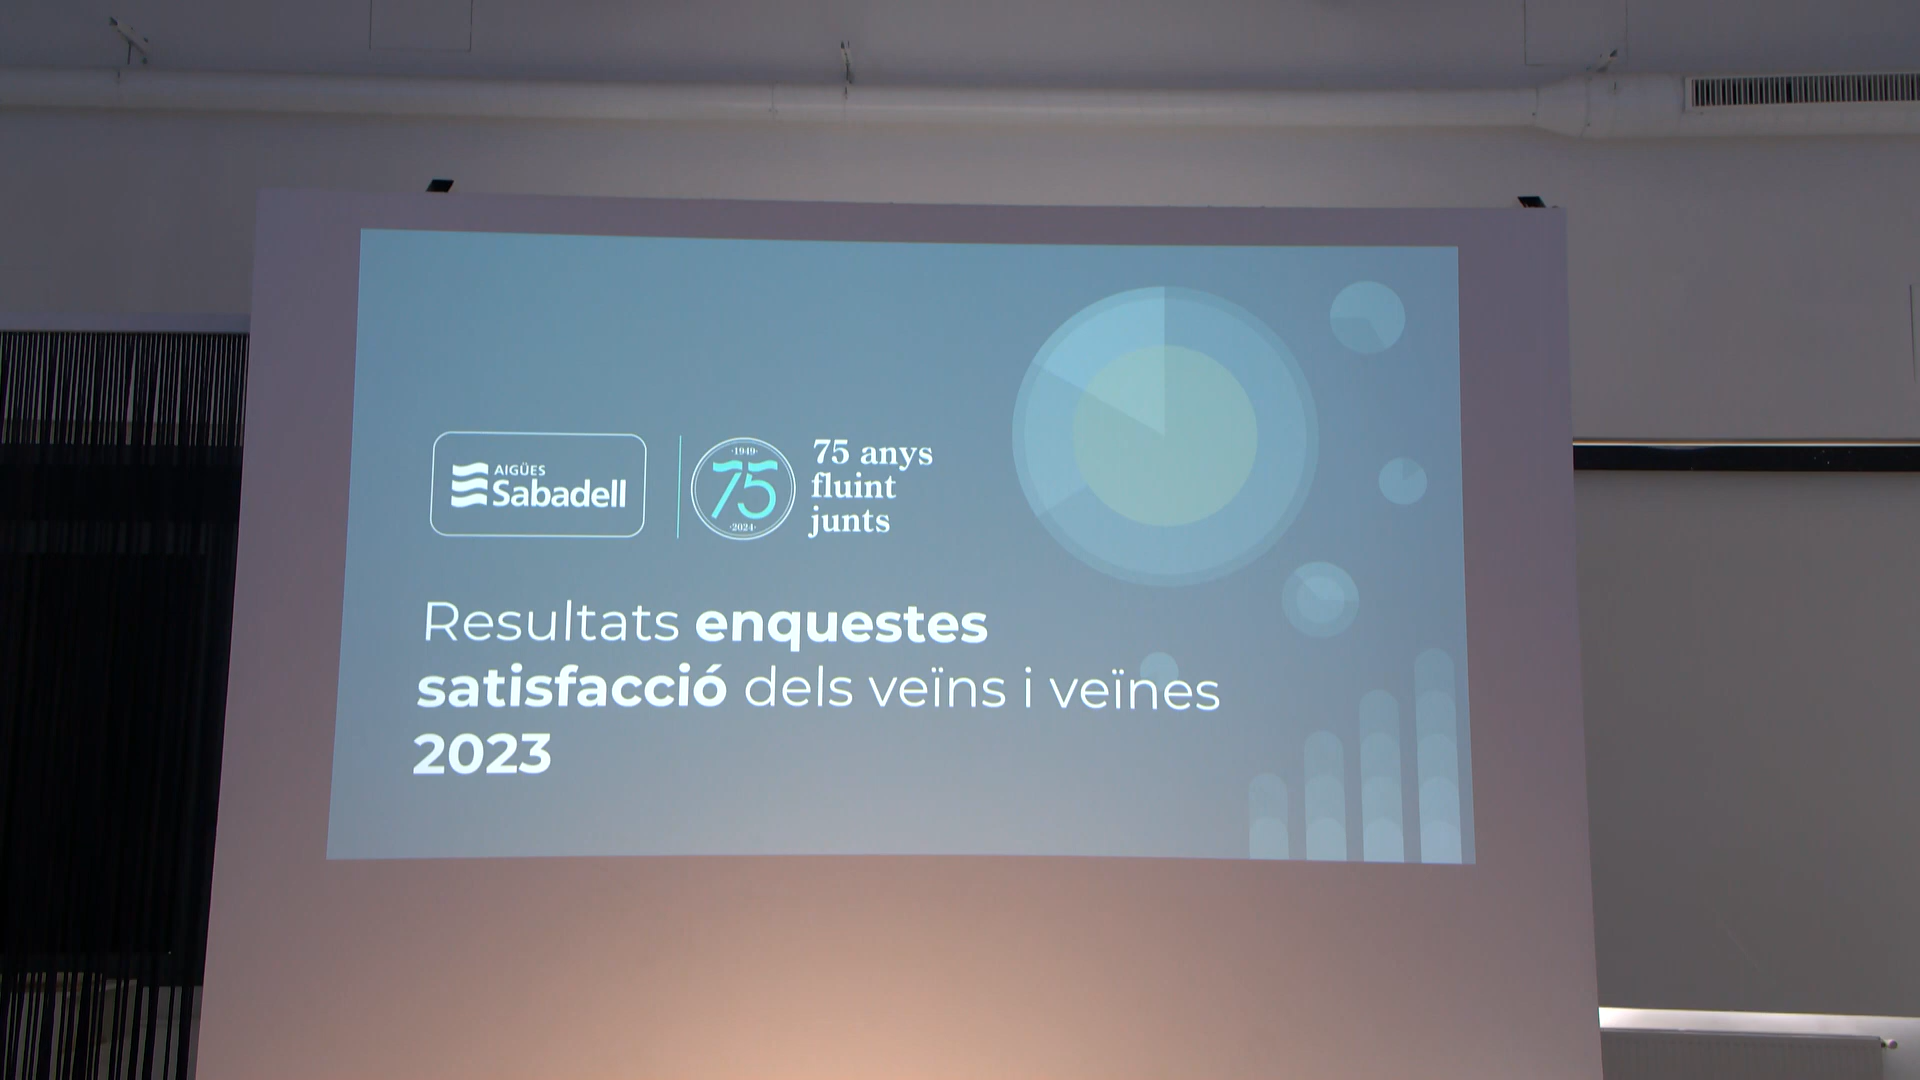 AIGÜES
Sabadell
·1949·
75
·2024·
75 anys
fluint
junts
Resultats enquestes
satisfacció dels veïns i veïnes
2023